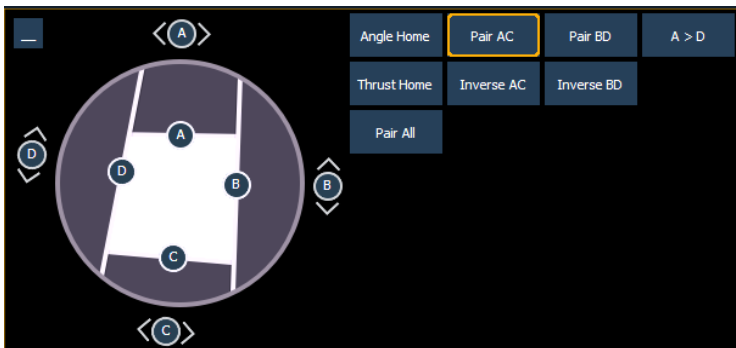 A
Angle Home
Pair AC
Pair BD
A > D
Thrust Home
Inverse AC
Inverse BD
Pair All
A
D
D
B
B
C
C